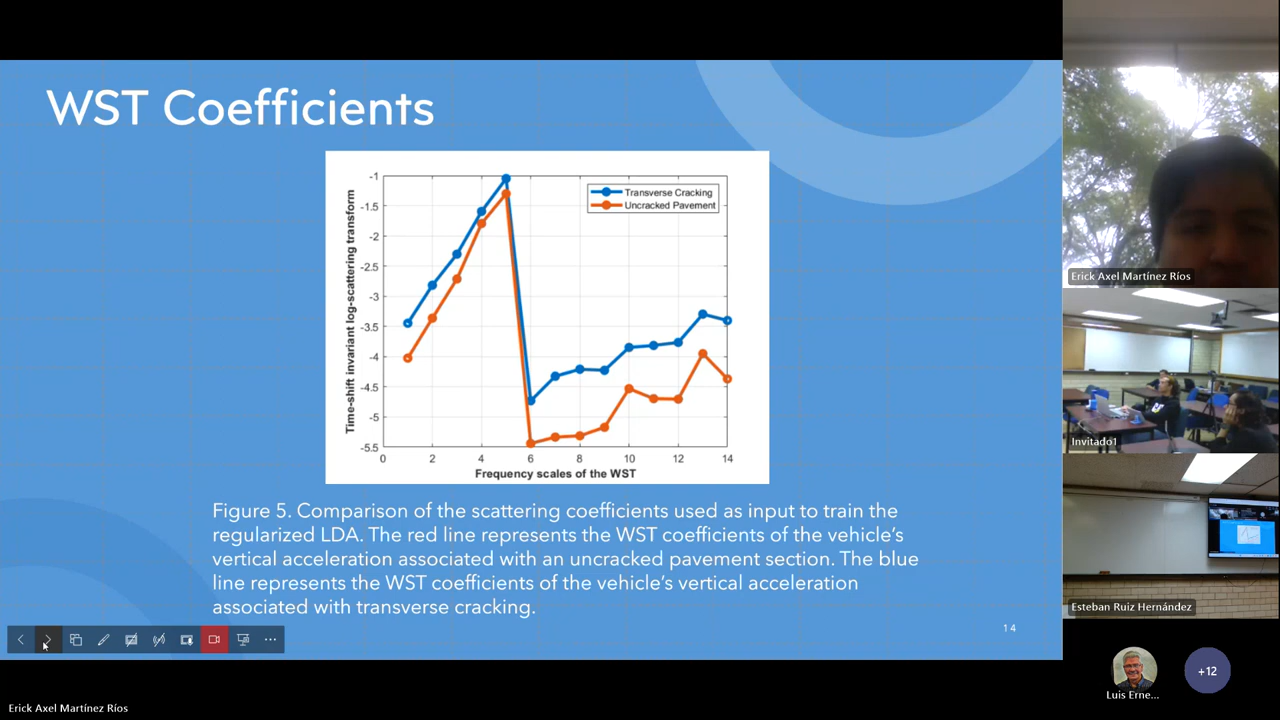 WST Coefficients
-1
-1.5
-2
-2.5
-3
-3.5
-4
-4.5
-5
-5.5
0 2 4 6 8 10 12 14
Time-shift invariant log-scattering transform
Frequency scales of the WST
Transverse Cracking
Uncracked Pavement
Figure 5. Comparison of the scattering coefficients used as input to train the
regularized LDA. The red line represents the WST coefficients of the vehicle’s
vertical acceleration associated with an uncracked pavement section. The blue
line represents the WST coefficients of the vehicle’s vertical acceleration
associated with transverse cracking.
14
Erick Axel Martínez Ríos
Invitado1
Esteban Ruiz Hernández
Luis Erne...
+12
Erick Axel Martínez Ríos